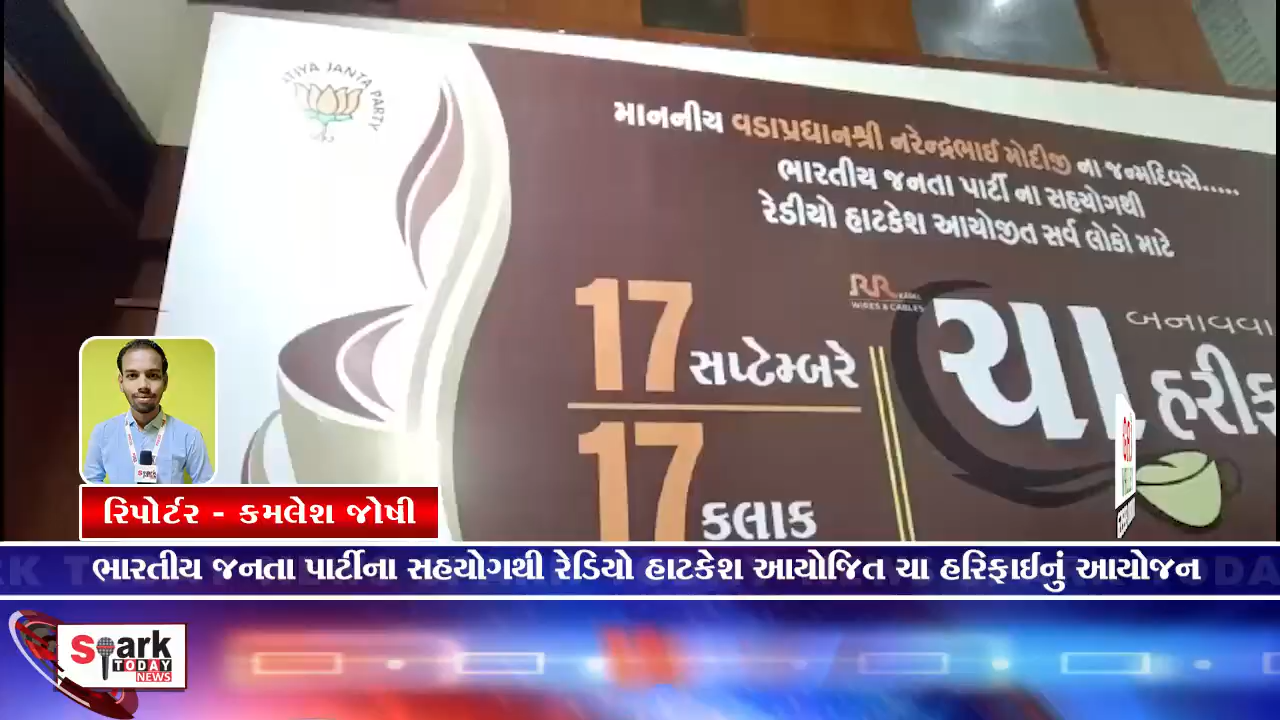 ATIYA JANTA PARTY
માનનીય વડાપ્રધાનશ્રી નરેન્દ્રભાઈ મોદીજી ના જન્મદિવસે.....
ભારતીય જનતા પાર્ટી ના સહયોગથી
રેડીયો હાટકેશ આયોજીત સર્વ લોકો માટે
RR KABEL
WIRES & CABLES
17 સપ્ટેમ્બરે
17 કલાક
ચા બનાવવા
હરીફ
રિપોર્ટર - કમલેશ જોષી
ભારતીય જનતા પાર્ટીના સહયોગથી રેડિયો હાટકેશ આયોજિત ચા હરિફાઈનું આયોજન
Spark
TODAY
NEWS